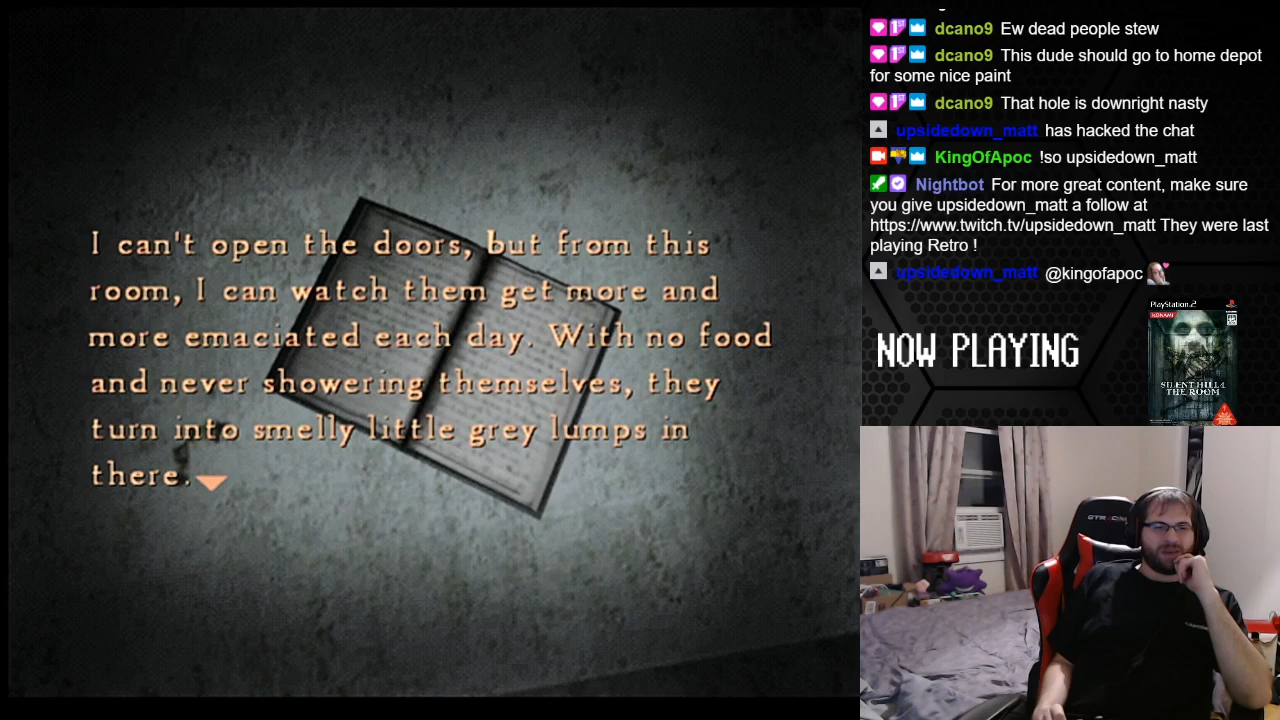 I can't open the doors, but from this
room, I can watch them get more and
more emaciated each day. With no food
and never showering themselves, they
turn into smelly little grey lumps in
there.
dcano9 Ew dead people stew
dcano9 This dude should go to home depot
for some nice paint
dcano9 That hole is downright nasty
upsidedown_matt has hacked the chat
KingOfApoc !so upsidedown_matt
Nightbot For more great content, make sure
you give upsidedown_matt a follow at
https://www.twitch.tv/upsidedown_matt They were last
playing Retro !
upsidedown_matt @kingofapoc
NOW PLAYING
PlayStation.2
KONAMI
SILENT HILL 4
THE ROOM
GTRACING